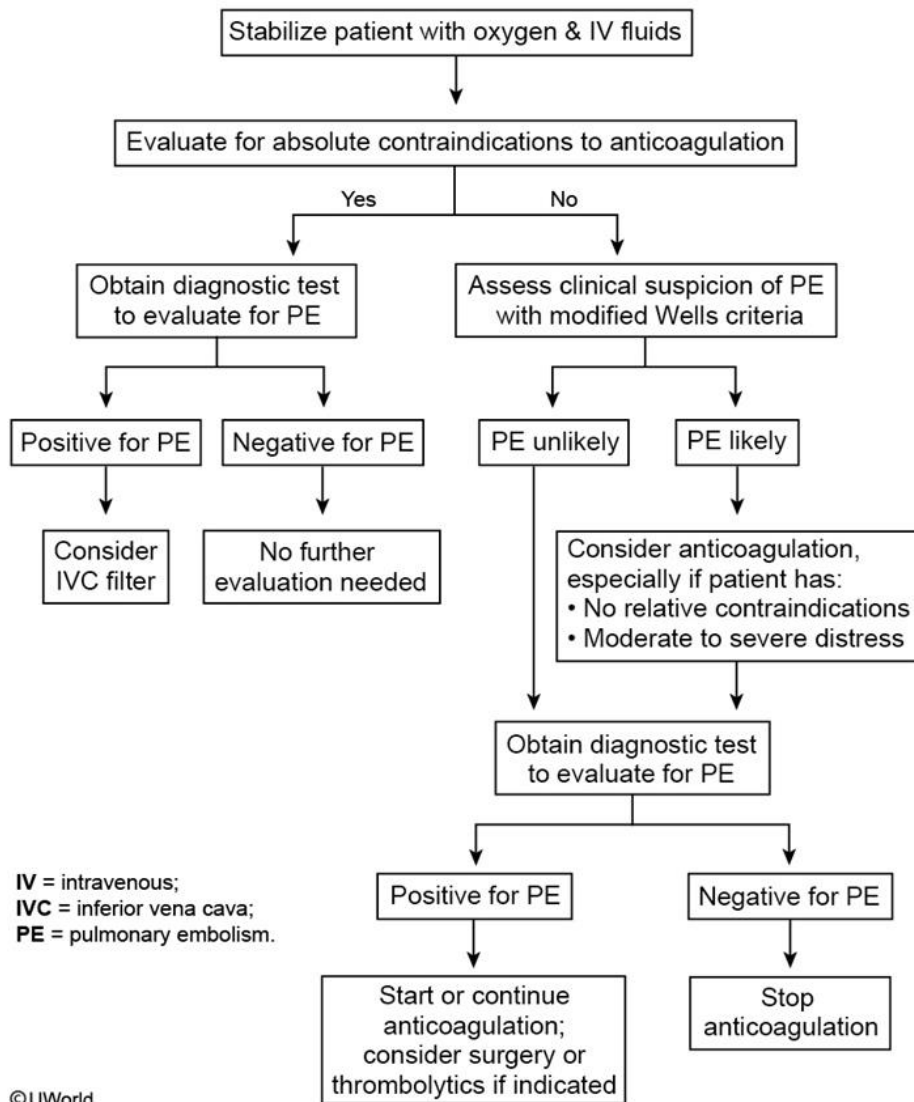 Stabilize patient with oxygen & IV fluids
Evaluate for absolute contraindications to anticoagulation
Yes
No
Obtain diagnostic test
to evaluate for PE
Assess clinical suspicion of PE
with modified Wells criteria
Positive for PE
Negative for PE
PE unlikely
PE likely
Consider
IVC filter
No further
evaluation needed
Consider anticoagulation,
especially if patient has:
• No relative contraindications
• Moderate to severe distress
Obtain diagnostic test
to evaluate for PE
IV = intravenous;
IVC = inferior vena cava;
PE = pulmonary embolism.
Positive for PE
Negative for PE
Start or continue
anticoagulation;
consider surgery or
thrombolytics if indicated
Stop
anticoagulation
©UWorld